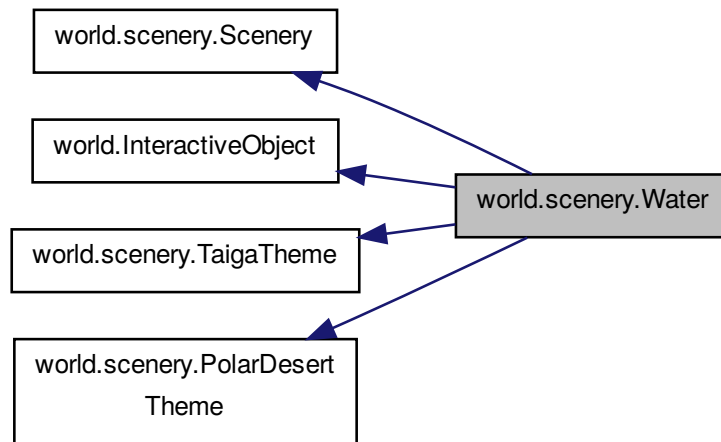 world.scenery.Scenery
world.InteractiveObject
world.scenery.Water
world.scenery.TaigaTheme
world.scenery.PolarDesert
Theme